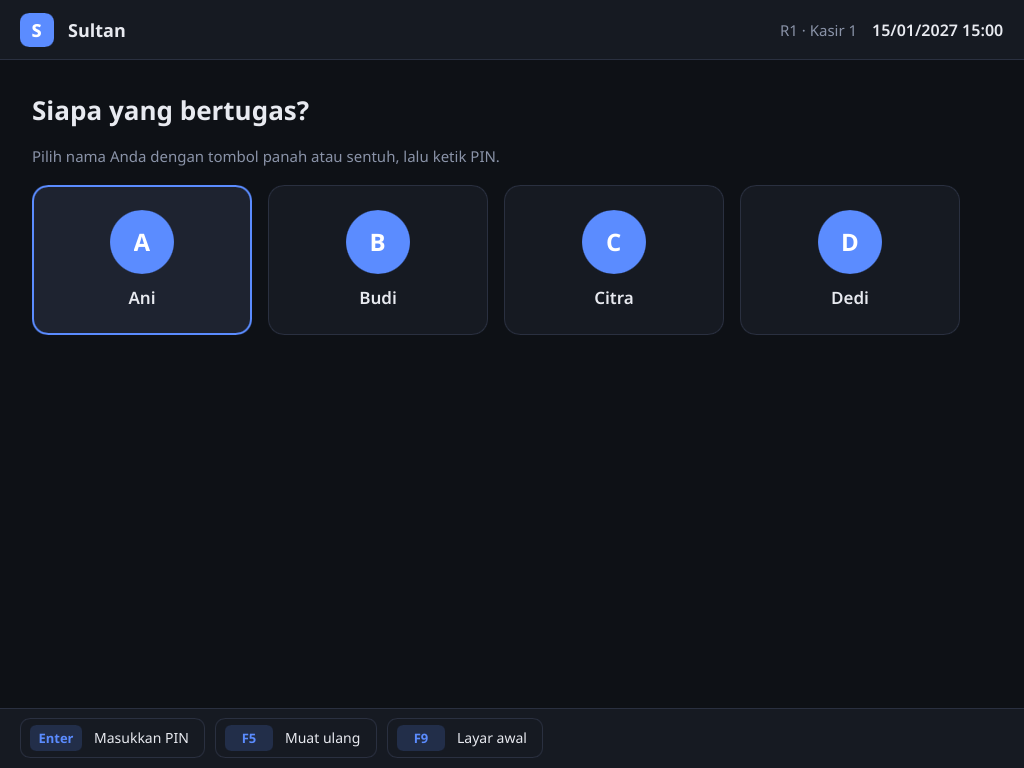 S Sultan R1 · Kasir 1 15/01/2027 15:00
Siapa yang bertugas?
Pilih nama Anda dengan tombol panah atau sentuh, lalu ketik PIN.
A B C D
Ani Budi Citra Dedi
Enter Masukkan PIN F5 Muat ulang F9 Layar awal